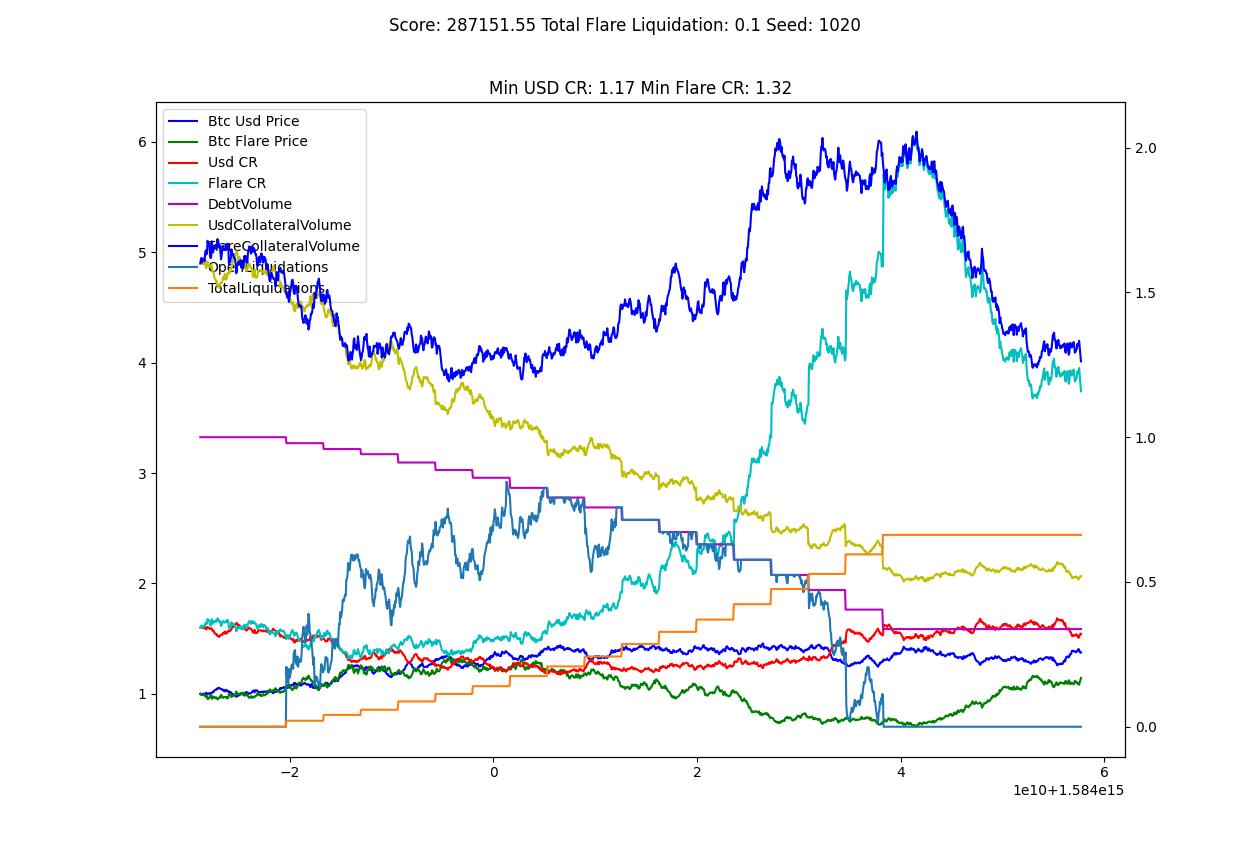 Score: 287151.55 Total Flare Liquidation: 0.1 Seed: 1020
Min USD CR: 1.17 Min Flare CR: 1.32
Btc Usd Price
Btc Flare Price
Usd CR
Flare CR
DebtVolume
UsdCollateralVolume
FlareCollateralVolume
OpenLiquidations
TotalLiquidations
6
5
4
3
2
1
2.0
1.5
1.0
0.5
0.0
−2
0
2
4
6
1e10+1.584e15